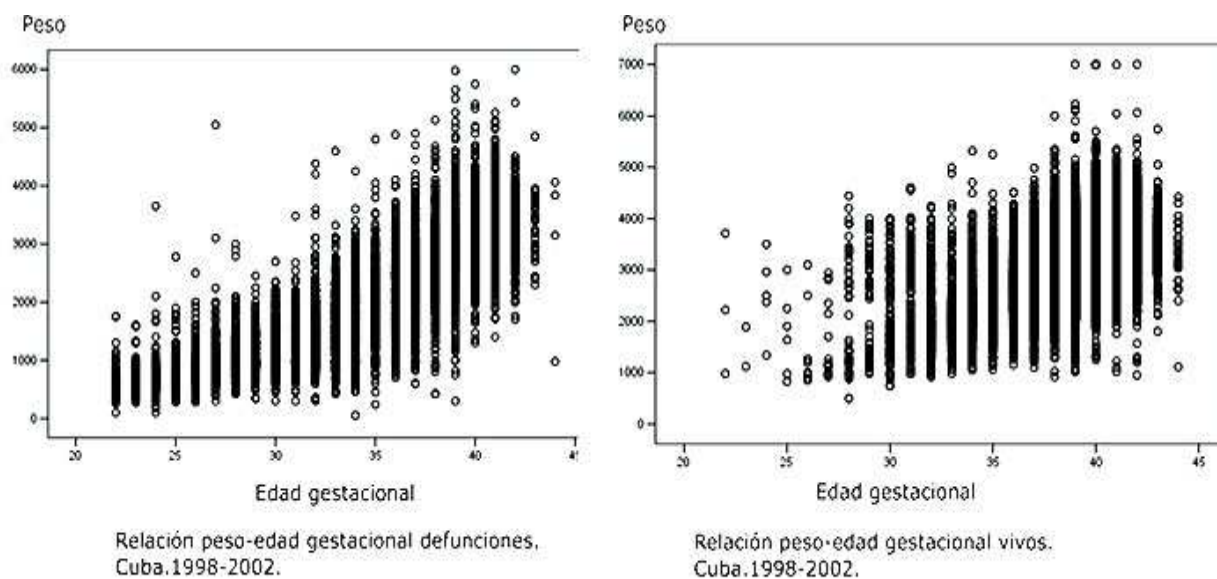 Peso
6000
5000
4000
3000
2000
1000
0
20 25 30 35 40 45
Edad gestacional
Relación peso-edad gestacional defunciones.
Cuba.1998-2002.
Peso
7000
6000
5000
4000
3000
2000
1000
0
20 25 30 35 40 45
Edad gestacional
Relación peso-edad gestacional vivos.
Cuba.1998-2002.